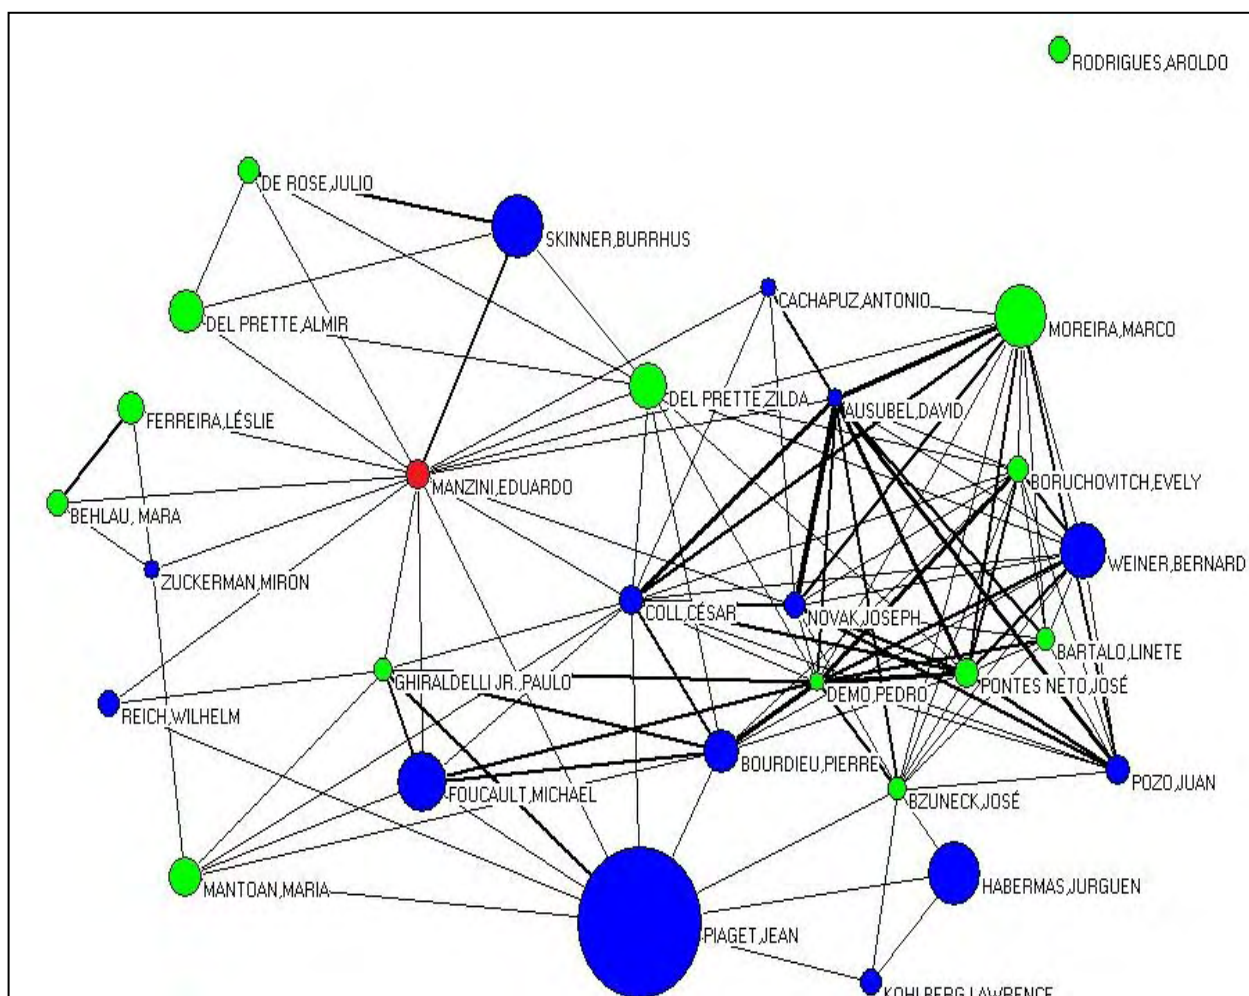 RODRIGUES,AROLDO
DE ROSE,JULIO
SKINNER,BURRHUS
CACHAPUZ,ANTONIO
DEL PRETTE,ALMIR
MOREIRA,MARCO
DEL PRETTE,ZILDA
AUSUBEL,DAVID
FERREIRA,LÉSLIE
BORUCHOVITCH,EVELY
MANZINI,EDUARDO
BEHLAU, MARA
WEINER,BERNARD
ZUCKERMAN,MIRON
COLL,CÉSAR
NOVAK,JOSEPH
BARTALO,LINETE
GHIRALDELLI JR.,PAULO
DEMO,PEDRO
PONTES NETO,JOSÉ
REICH,WILHELM
BOURDIEU,PIERRE
POZO,JUAN
FOUCAULT,MICHAEL
BZUNECK,JOSÉ
MANTOAN,MARIA
HABERMAS,JURGUEN
PIAGET,JEAN
KOHLBERG,LAWRENCE